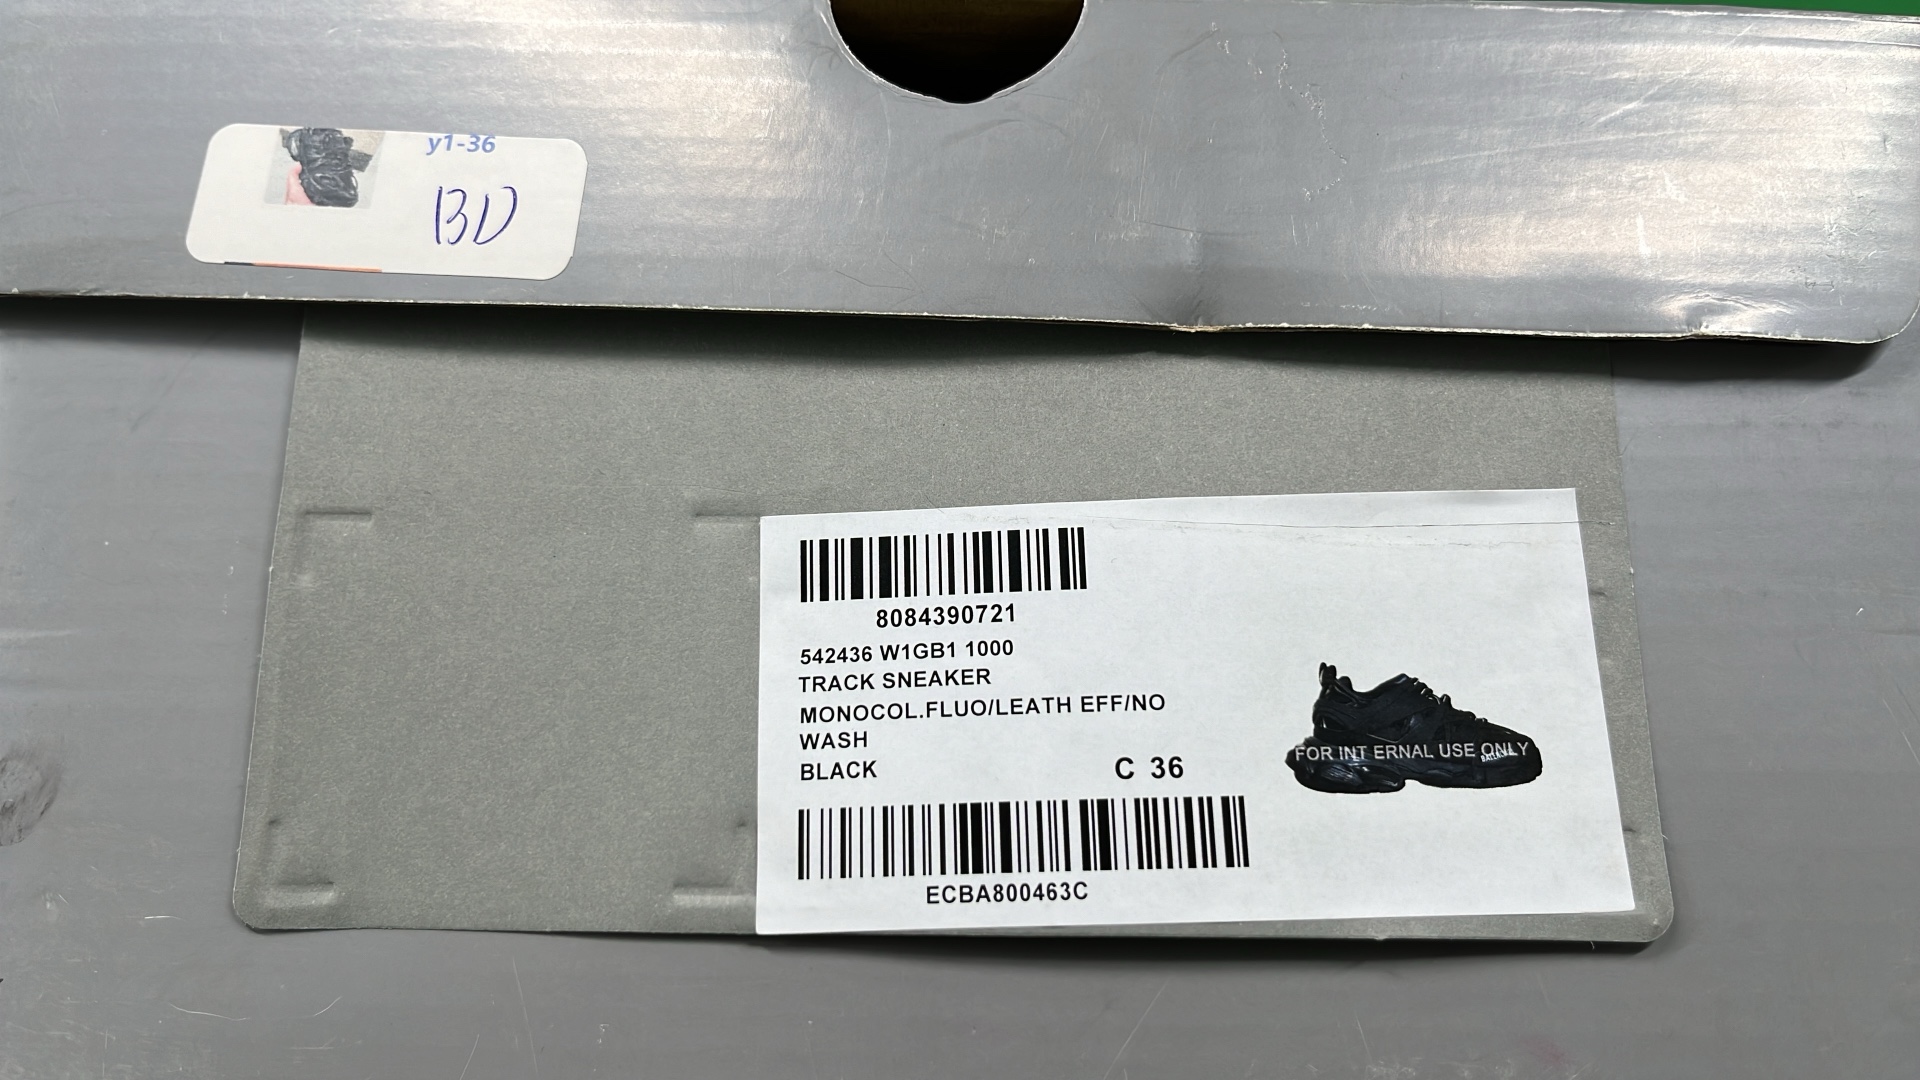 y1-36
BD
8084390721
542436 W1GB1 1000
TRACK SNEAKER
MONOCOL.FLUO/LEATH EFF/NO
WASH
BLACK
C 36
FOR INT ERNAL USE ONLY
ECBA800463C